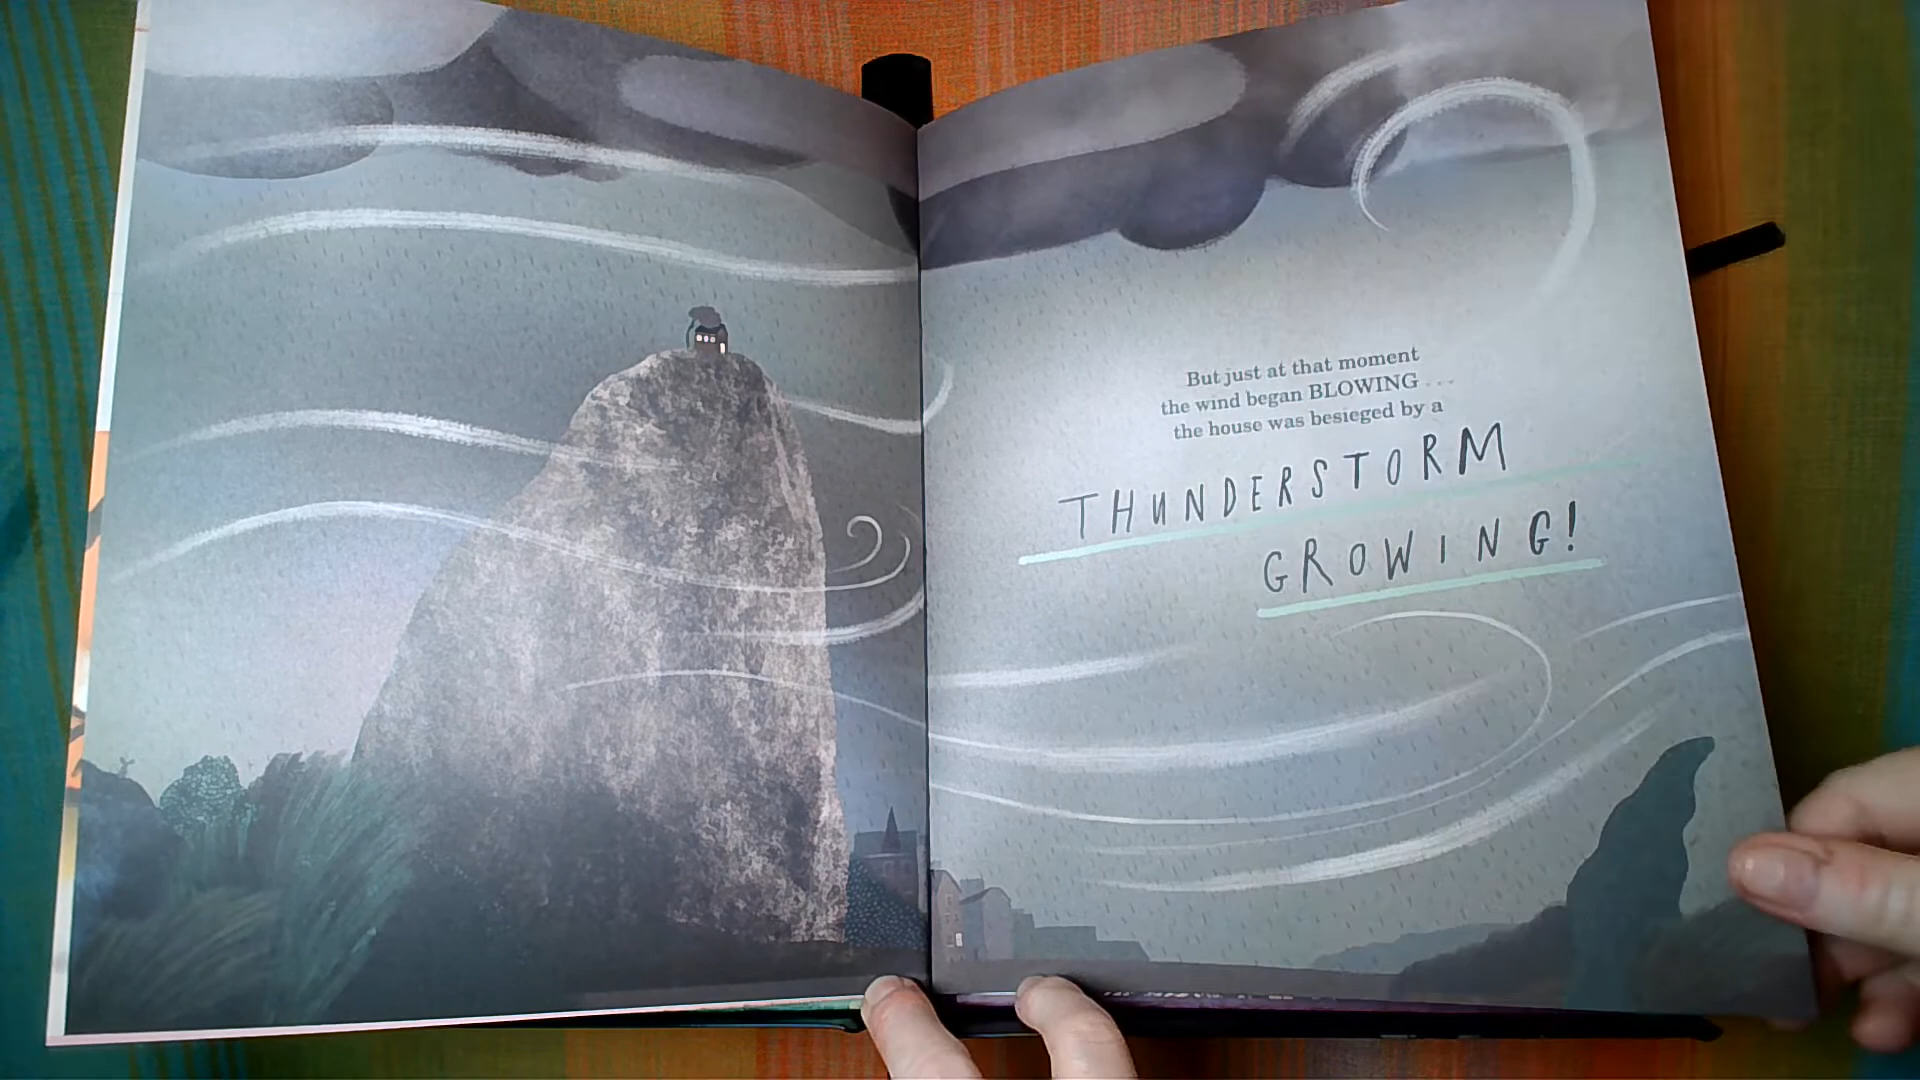 But just at that moment
the wind began BLOWING . . .
the house was besieged by a
THUNDERSTORM
GROWING!